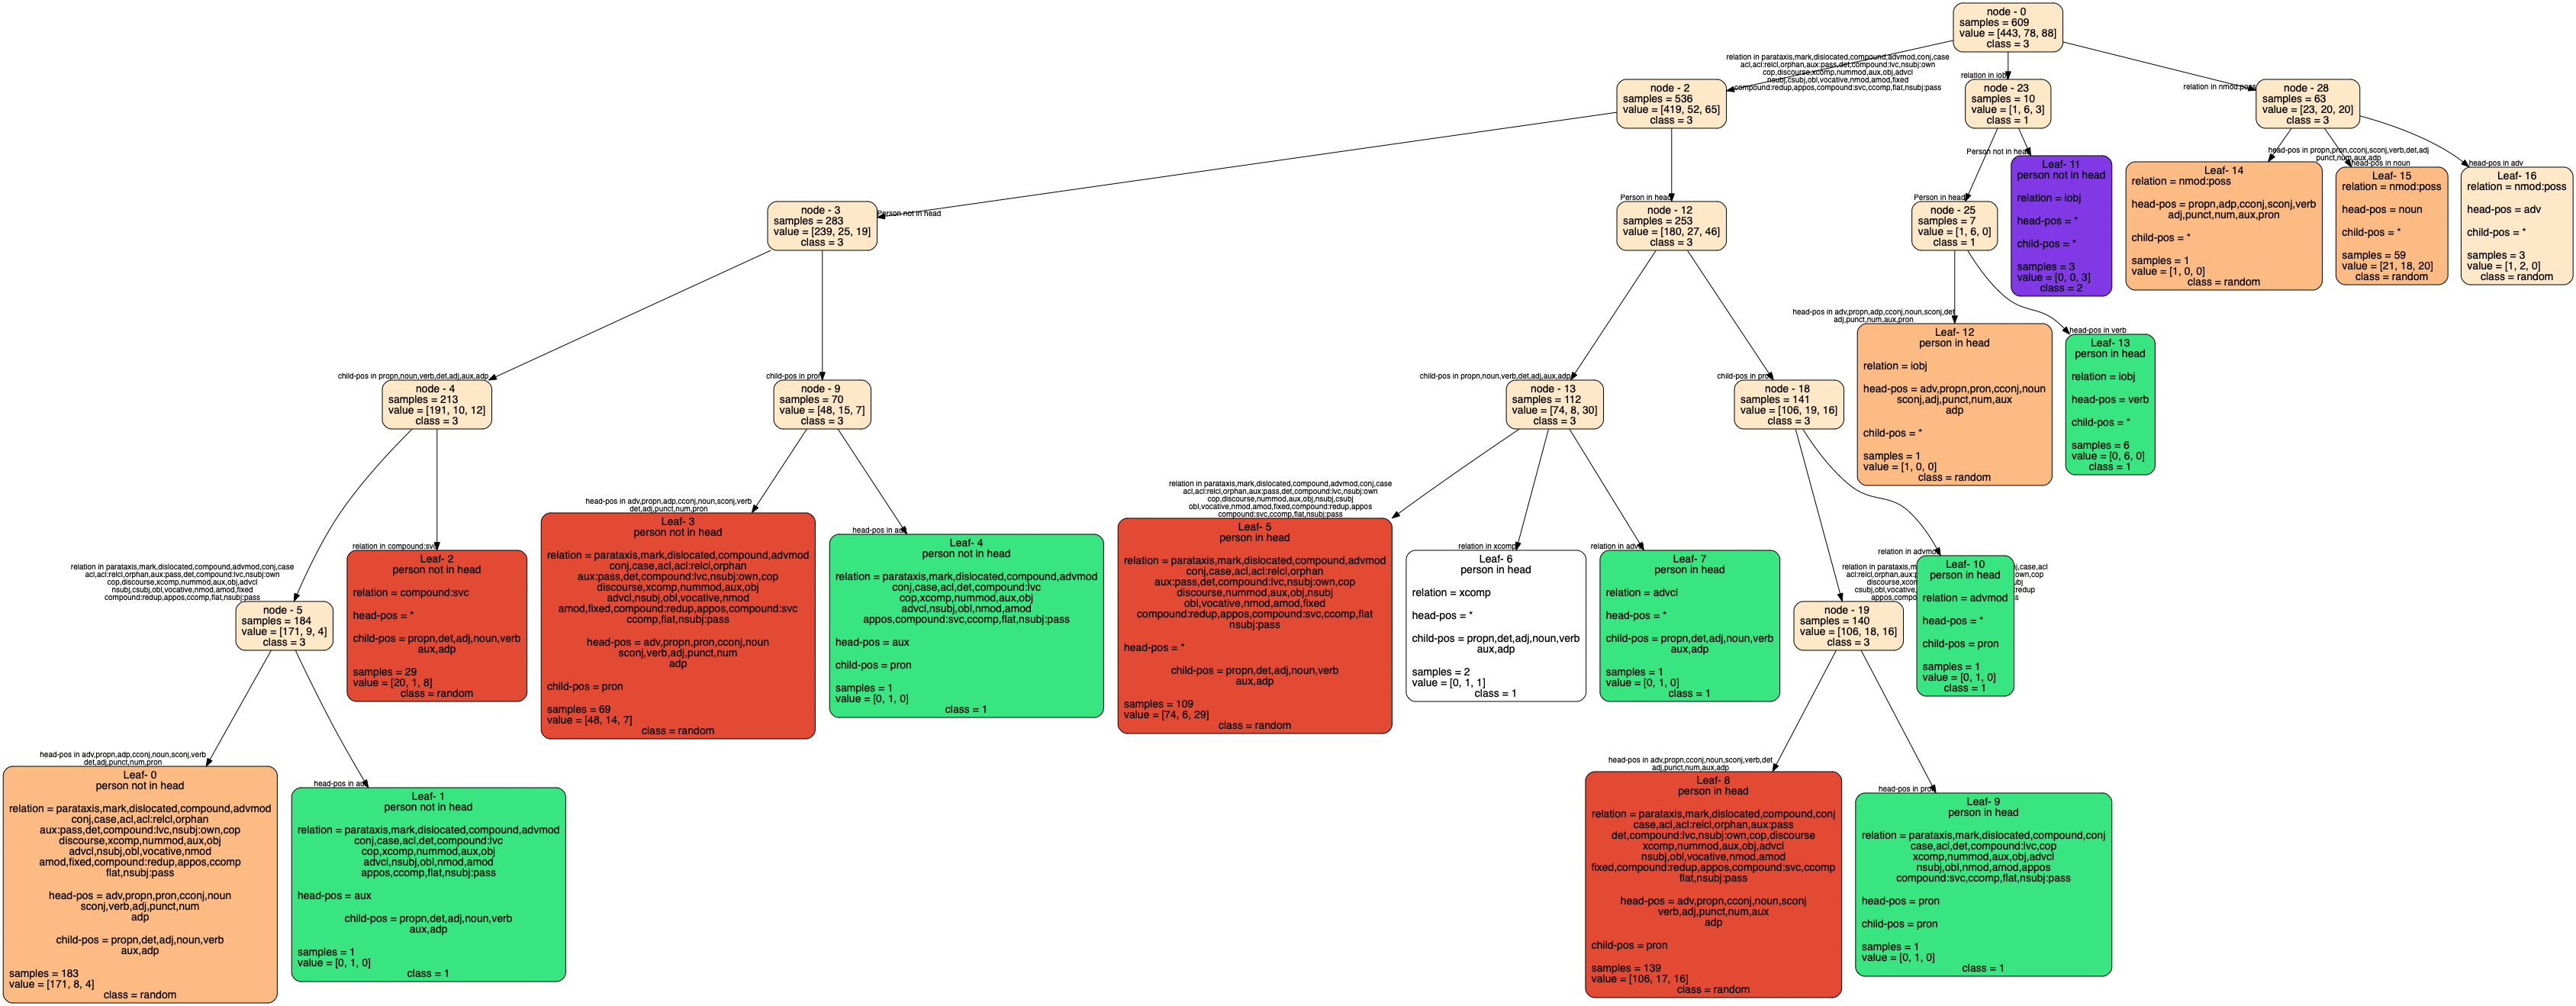 node - 0
samples = 609
value = [443, 78, 88]
class = 3
relation in parataxis,mark,dislocated,compound,advmod,conj,case
acl,acl:relcl,orphan,aux:pass,det,compound:lvc,nsubj:own
cop,discourse,xcomp,nummod,aux,obj,advcl
nsubj,csubj,obl,vocative,nmod,amod,fixed
compound:redup,appos,compound:svc,ccomp,flat,nsubj:pass
relation in iobj
relation in nmod:poss
node - 2
samples = 536
value = [419, 52, 65]
class = 3
node - 23
samples = 10
value = [1, 6, 3]
class = 1
node - 28
samples = 63
value = [23, 20, 20]
class = 3
Person not in head
Person in head
Person in head
Person not in head
head-pos in propn,pron,cconj,sconj,verb,det,adj
punct,num,aux,adp
head-pos in noun
head-pos in adv
node - 3
samples = 283
value = [239, 25, 19]
class = 3
node - 12
samples = 253
value = [180, 27, 46]
class = 3
node - 25
samples = 7
value = [1, 6, 0]
class = 1
Leaf- 11
person not in head
relation = iobj
head-pos = *
child-pos = *
samples = 3
value = [0, 0, 3]
class = 2
Leaf- 14
relation = nmod:poss
head-pos = propn,adp,cconj,sconj,verb
adj,punct,num,aux,pron
child-pos = *
samples = 1
value = [1, 0, 0]
class = random
Leaf- 15
relation = nmod:poss
head-pos = noun
child-pos = *
samples = 59
value = [21, 18, 20]
class = random
Leaf- 16
relation = nmod:poss
head-pos = adv
child-pos = *
samples = 3
value = [1, 2, 0]
class = random
child-pos in propn,noun,verb,det,adj,aux,adp
child-pos in pron
child-pos in propn,noun,verb,det,adj,aux,adp
child-pos in pron
head-pos in adv,propn,adp,cconj,noun,sconj,det
adj,punct,num,aux,pron
head-pos in verb
node - 4
samples = 213
value = [191, 10, 12]
class = 3
node - 9
samples = 70
value = [48, 15, 7]
class = 3
node - 13
samples = 112
value = [74, 8, 30]
class = 3
node - 18
samples = 141
value = [106, 19, 16]
class = 3
Leaf- 12
person in head
relation = iobj
head-pos = adv,propn,pron,cconj,noun
sconj,adj,punct,num,aux
adp
child-pos = *
samples = 1
value = [1, 0, 0]
class = random
Leaf- 13
person in head
relation = iobj
head-pos = verb
child-pos = *
samples = 6
value = [0, 6, 0]
class = 1
relation in parataxis,mark,dislocated,compound,advmod,conj,case
acl,acl:relcl,orphan,aux:pass,det,compound:lvc,nsubj:own
cop,discourse,xcomp,nummod,aux,obj,advcl
nsubj,csubj,obl,vocative,nmod,amod,fixed
compound:redup,appos,ccomp,flat,nsubj:pass
relation in compound:svc
head-pos in adv,propn,adp,cconj,noun,sconj,verb
det,adj,punct,num,pron
head-pos in aux
relation in parataxis,mark,dislocated,compound,advmod,conj,case
acl,acl:relcl,orphan,aux:pass,det,compound:lvc,nsubj:own
cop,discourse,nummod,aux,obj,nsubj,csubj
obl,vocative,nmod,amod,fixed,compound:redup,appos
compound:svc,ccomp,flat,nsubj:pass
relation in xcomp
relation in advcl
relation in advmod
node - 5
samples = 184
value = [171, 9, 4]
class = 3
Leaf- 2
person not in head
relation = compound:svc
head-pos = *
child-pos = propn,det,adj,noun,verb
aux,adp
samples = 29
value = [20, 1, 8]
class = random
Leaf- 3
person not in head
relation = parataxis,mark,dislocated,compound,advmod
conj,case,acl,acl:relcl,orphan
aux:pass,det,compound:lvc,nsubj:own,cop
discourse,xcomp,nummod,aux,obj
advcl,nsubj,obl,vocative,nmod
amod,fixed,compound:redup,appos,compound:svc
ccomp,flat,nsubj:pass
head-pos = adv,propn,pron,cconj,noun
sconj,verb,adj,punct,num
adp
child-pos = pron
samples = 69
value = [48, 14, 7]
class = random
Leaf- 4
person not in head
relation = parataxis,mark,dislocated,compound,advmod
conj,case,acl,det,compound:lvc
cop,xcomp,nummod,aux,obj
advcl,nsubj,obl,nmod,amod
appos,compound:svc,ccomp,flat,nsubj:pass
head-pos = aux
child-pos = pron
samples = 1
value = [0, 1, 0]
class = 1
Leaf- 5
person in head
relation = parataxis,mark,dislocated,compound,advmod
conj,case,acl,acl:relcl,orphan
aux:pass,det,compound:lvc,nsubj:own,cop
discourse,nummod,aux,obj,nsubj
obl,vocative,nmod,amod,fixed
compound:redup,appos,compound:svc,ccomp,flat
nsubj:pass
head-pos = *
child-pos = propn,det,adj,noun,verb
aux,adp
samples = 109
value = [74, 6, 29]
class = random
Leaf- 6
person in head
relation = xcomp
head-pos = *
child-pos = propn,det,adj,noun,verb
aux,adp
samples = 2
value = [0, 1, 1]
class = 1
Leaf- 7
person in head
relation = advcl
head-pos = *
child-pos = propn,det,adj,noun,verb
aux,adp
samples = 1
value = [0, 1, 0]
class = 1
node - 19
samples = 140
value = [106, 18, 16]
class = 3
Leaf- 10
person in head
relation = advmod
head-pos = *
child-pos = pron
samples = 1
value = [0, 1, 0]
class = 1
head-pos in adv,propn,adp,cconj,noun,sconj,verb
det,adj,punct,num,pron
head-pos in aux
head-pos in adv,propn,cconj,noun,sconj,verb,det
adj,punct,num,aux,adp
head-pos in pron
Leaf- 0
person not in head
relation = parataxis,mark,dislocated,compound,advmod
conj,case,acl,acl:relcl,orphan
aux:pass,det,compound:lvc,nsubj:own,cop
discourse,xcomp,nummod,aux,obj
advcl,nsubj,obl,vocative,nmod
amod,fixed,compound:redup,appos,ccomp
flat,nsubj:pass
head-pos = adv,propn,pron,cconj,noun
sconj,verb,adj,punct,num
adp
child-pos = propn,det,adj,noun,verb
aux,adp
samples = 183
value = [171, 8, 4]
class = random
Leaf- 1
person not in head
relation = parataxis,mark,dislocated,compound,advmod
conj,case,acl,det,compound:lvc
cop,xcomp,nummod,aux,obj
advcl,nsubj,obl,nmod,amod
appos,ccomp,flat,nsubj:pass
head-pos = aux
child-pos = propn,det,adj,noun,verb
aux,adp
samples = 1
value = [0, 1, 0]
class = 1
Leaf- 8
person in head
relation = parataxis,mark,dislocated,compound,conj
case,acl,acl:relcl,orphan,aux:pass
det,compound:lvc,nsubj:own,cop,discourse
xcomp,nummod,aux,obj,advcl
nsubj,obl,vocative,nmod,amod
fixed,compound:redup,appos,compound:svc,ccomp
flat,nsubj:pass
head-pos = adv,propn,cconj,noun,sconj
verb,adj,punct,num,aux
adp
child-pos = pron
samples = 139
value = [106, 17, 16]
class = random
Leaf- 9
person in head
relation = parataxis,mark,dislocated,compound,conj
case,acl,det,compound:lvc,cop
xcomp,nummod,aux,obj,advcl
nsubj,obl,nmod,amod,appos
compound:svc,ccomp,flat,nsubj:pass
head-pos = pron
child-pos = pron
samples = 1
value = [0, 1, 0]
class = 1